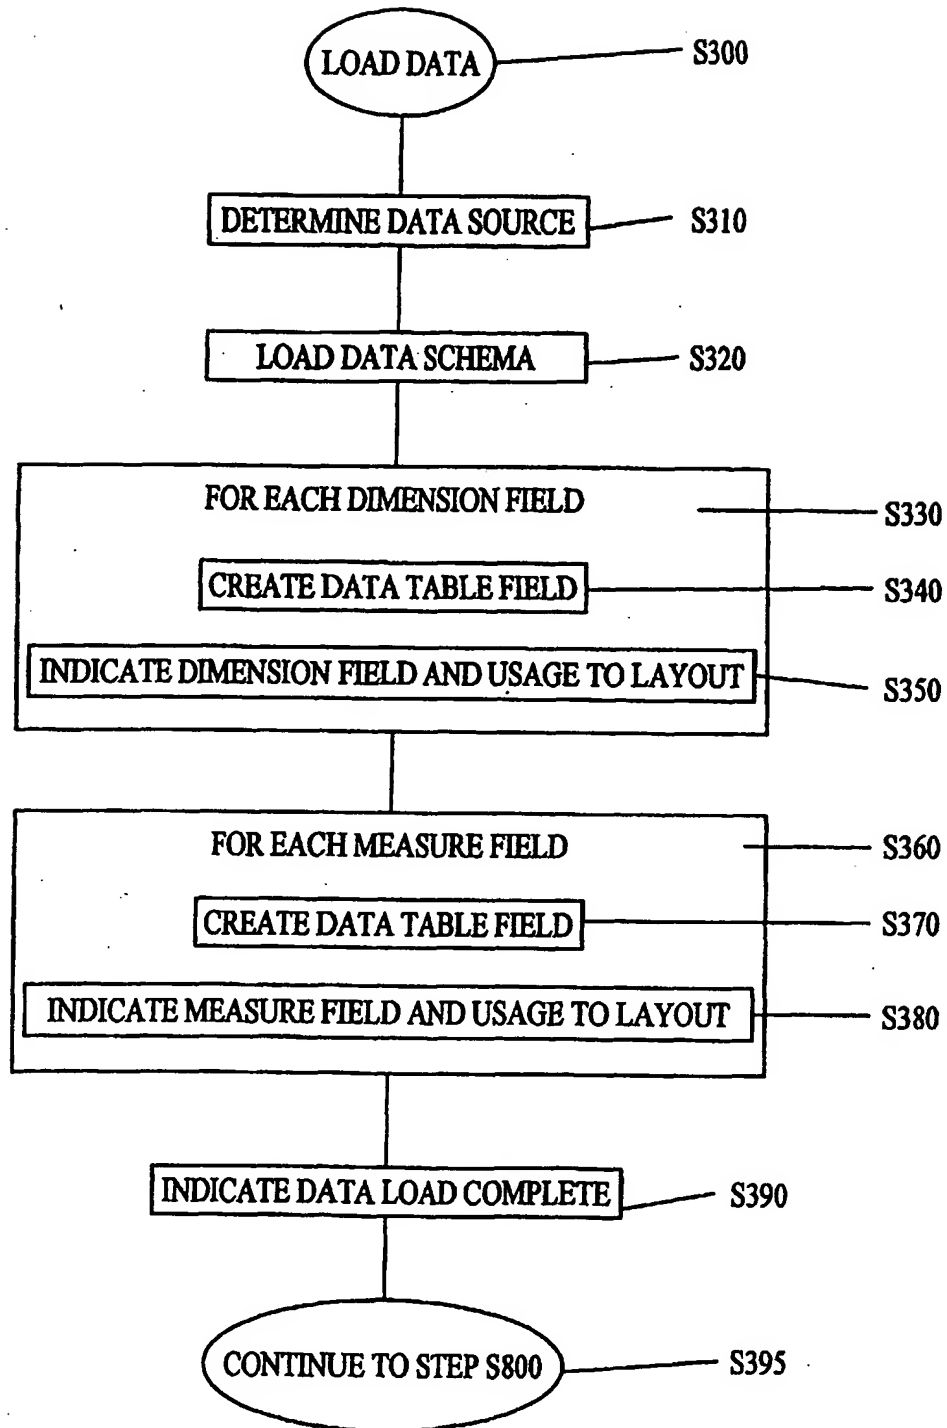 LOAD DATA S300
DETERMINE DATA SOURCE S310
LOAD DATA SCHEMA S320
FOR EACH DIMENSION FIELD S330
CREATE DATA TABLE FIELD S340
INDICATE DIMENSION FIELD AND USAGE TO LAYOUT S350
FOR EACH MEASURE FIELD S360
CREATE DATA TABLE FIELD S370
INDICATE MEASURE FIELD AND USAGE TO LAYOUT S380
INDICATE DATA LOAD COMPLETE S390
CONTINUE TO STEP S800 S395